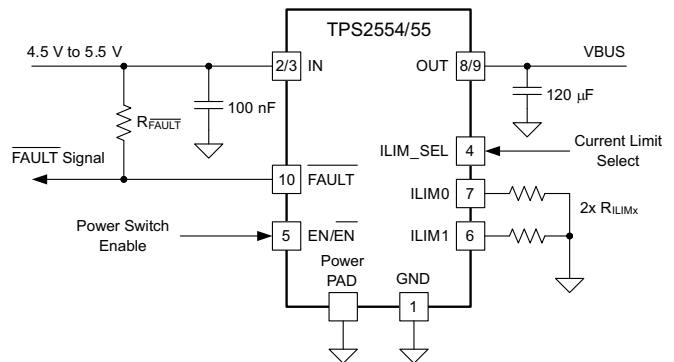 TPS2554/55
4.5 V to 5.5 V
2/3 IN
OUT 8/9
VBUS
100 nF
120 μF
R_FAULT
FAULT Signal
10 FAULT
ILIM_SEL 4
Current Limit
Select
ILIM0 7
2x R_ILIMx
Power Switch
Enable
5 EN/EN
ILIM1 6
Power
PAD
GND
1